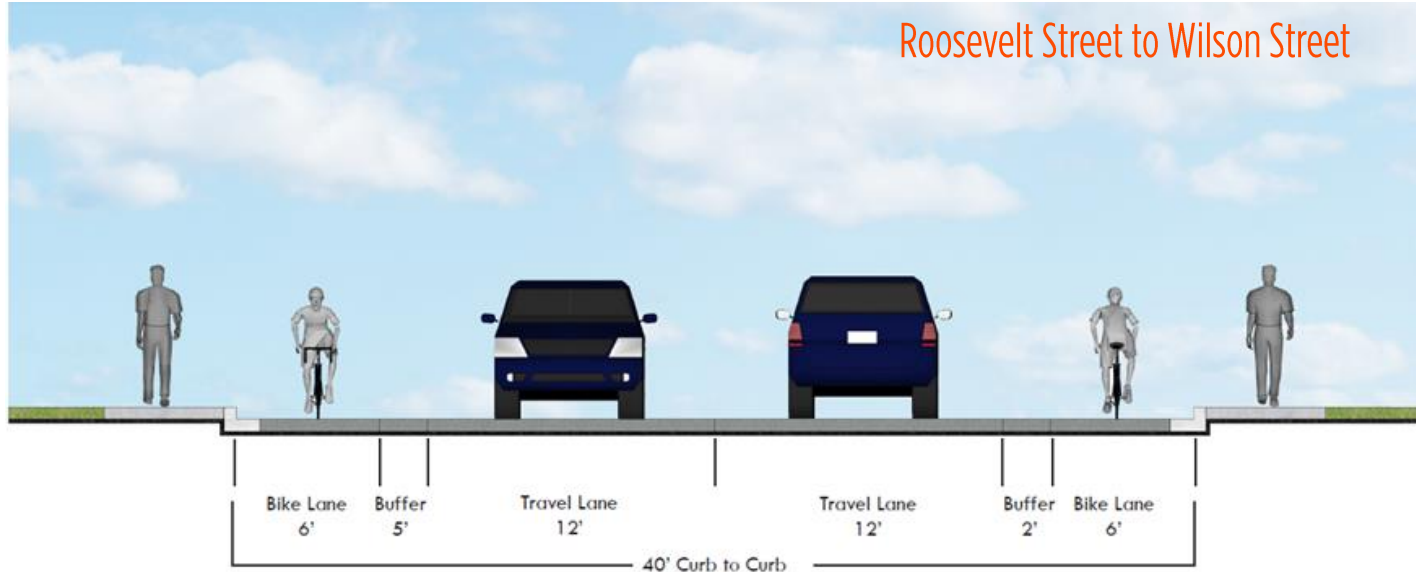 Roosevelt Street to Wilson Street
Bike Lane Buffer Travel Lane Travel Lane Buffer Bike Lane
6' 5' 12' 12' 2' 6'
40' Curb to Curb